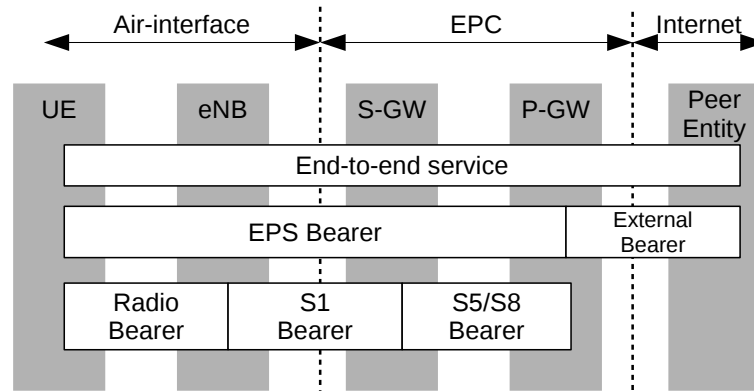 Air-interface EPC Internet
UE eNB S-GW P-GW Peer
Entity
End-to-end service
EPS Bearer External
Bearer
Radio S1 S5/S8
Bearer Bearer Bearer